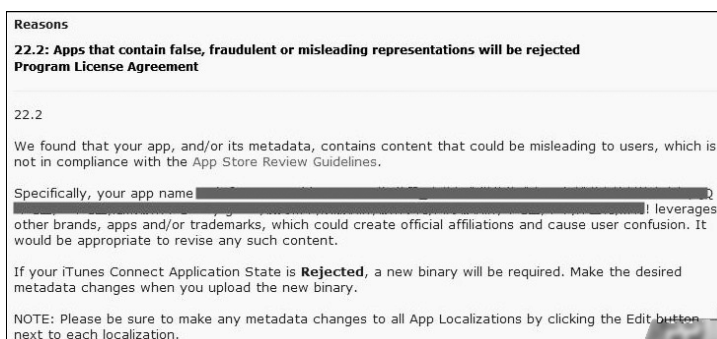 Reasons
22.2: Apps that contain false, fraudulent or misleading representations will be rejected
Program License Agreement
22.2
We found that your app, and/or its metadata, contains content that could be misleading to users, which is
not in compliance with the App Store Review Guidelines.
Specifically, your app name
! leverages
other brands, apps and/or trademarks, which could create official affiliations and cause user confusion. It
would be appropriate to revise any such content.
If your iTunes Connect Application State is Rejected, a new binary will be required. Make the desired
metadata changes when you upload the new binary.
NOTE: Please be sure to make any metadata changes to all App Localizations by clicking the Edit button
next to each localization.